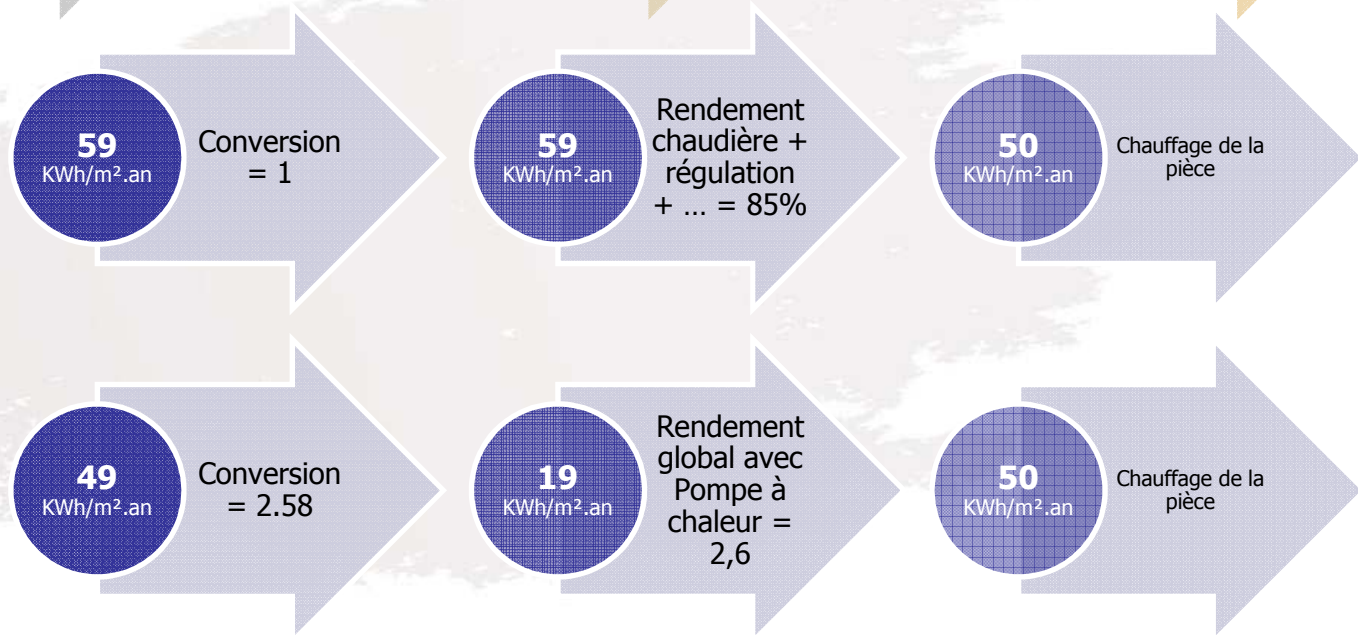 59
KWh/m².an
Conversion
= 1
59
KWh/m².an
Rendement
chaudière +
régulation
+ ... = 85%
50
KWh/m².an
Chauffage de la
pièce
49
KWh/m².an
Conversion
= 2.58
19
KWh/m².an
Rendement
global avec
Pompe à
chaleur =
2,6
50
KWh/m².an
Chauffage de la
pièce